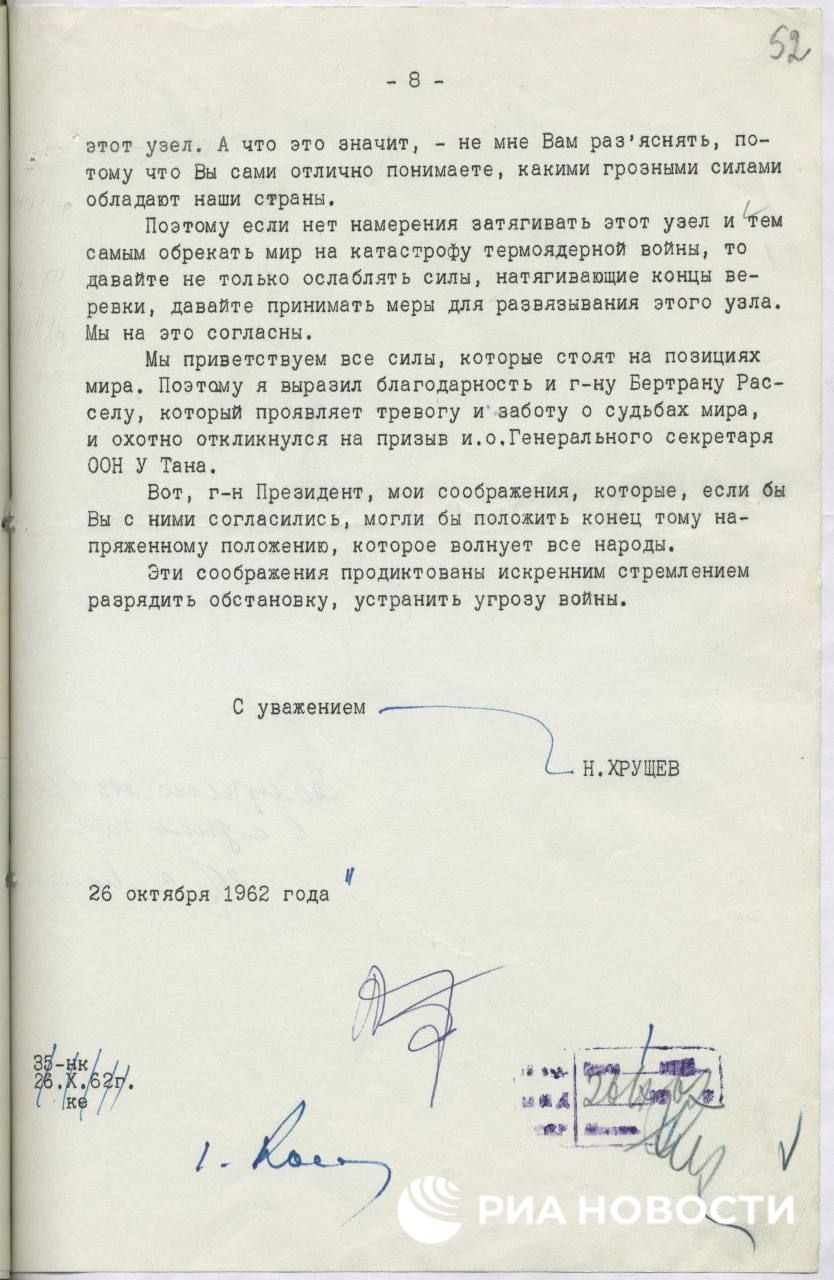 52
- 8 -
этот узел. А что это значит, - не мне Вам раз'яснять, по-
тому что Вы сами отлично понимаете, какими грозными силами
обладают наши страны.
Поэтому если нет намерения затягивать этот узел и тем
самым обрекать мир на катастрофу термоядерной войны, то
давайте не только ослаблять силы, натягивающие концы ве-
ревки, давайте принимать меры для развязывания этого узла.
Мы на это согласны.
Мы приветствуем все силы, которые стоят на позициях
мира. Поэтому я выразил благодарность и г-ну Бертрану Рас-
селу, который проявляет тревогу и заботу о судьбах мира,
и охотно откликнулся на призыв и.о.Генерального секретаря
ООН У Тана.
Вот, г-н Президент, мои соображения, которые, если бы
Вы с ними согласились, могли бы положить конец тому на-
пряженному положению, которое волнует все народы.
Эти соображения продиктованы искренним стремлением
разрядить обстановку, устранить угрозу войны.
С уважением
Н.ХРУЩЕВ
26 октября 1962 года "
35-нк
26.X.62г.
ке
РИА НОВОСТИ